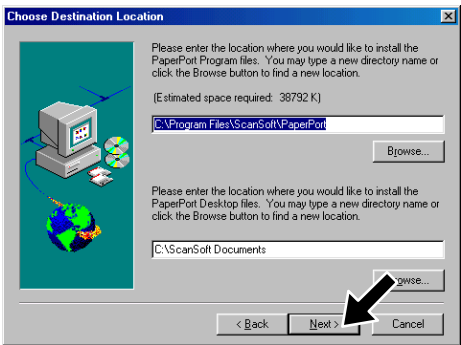 Choose Destination Location
Please enter the location where you would like to install the
PaperPort Program files. You may type a new directory name or
click the Browse button to find a new location.
(Estimated space required: 38792 K)
C:\Program Files\ScanSoft\PaperPort
Browse...
Please enter the location where you would like to install the
PaperPort Desktop files. You may type a new directory name or
click the Browse button to find a new location.
C:\ScanSoft Documents
owse...
< Back
Next >
Cancel